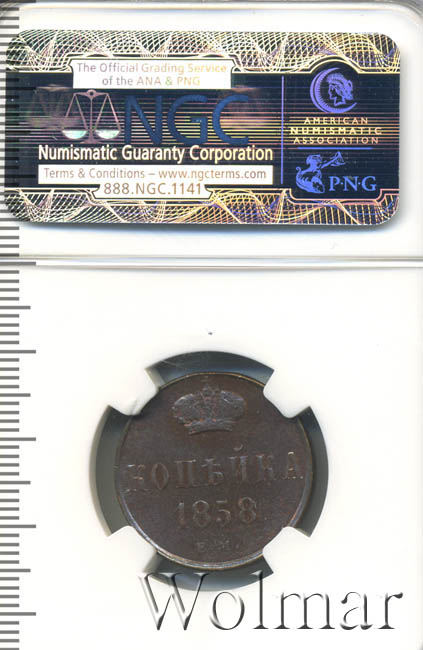 The Official Grading Service
of the ANA & PNG
NGC
Numismatic Guaranty Corporation
Terms & Conditions – www.ngcterms.com
888.NGC.1141
AMERICAN
NUMISMATIC
ASSOCIATION
P·N·G
КОПѢЙКА
1858
Е.М.
Wolmar